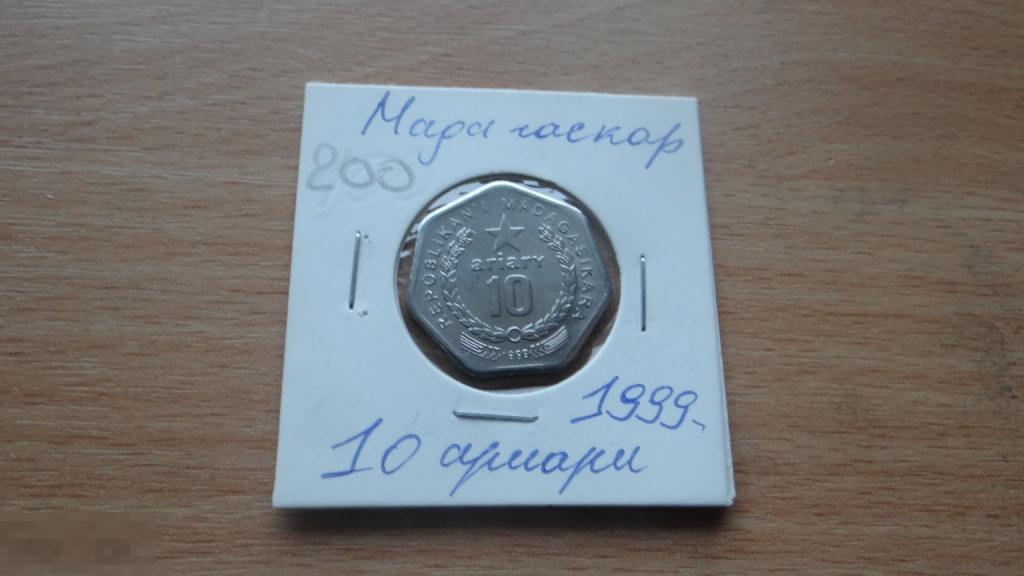 Мадагаскар
200
REPOBLIKAN'I MADAGASIKARA
ariary
10
1999
1999.
10 ариари